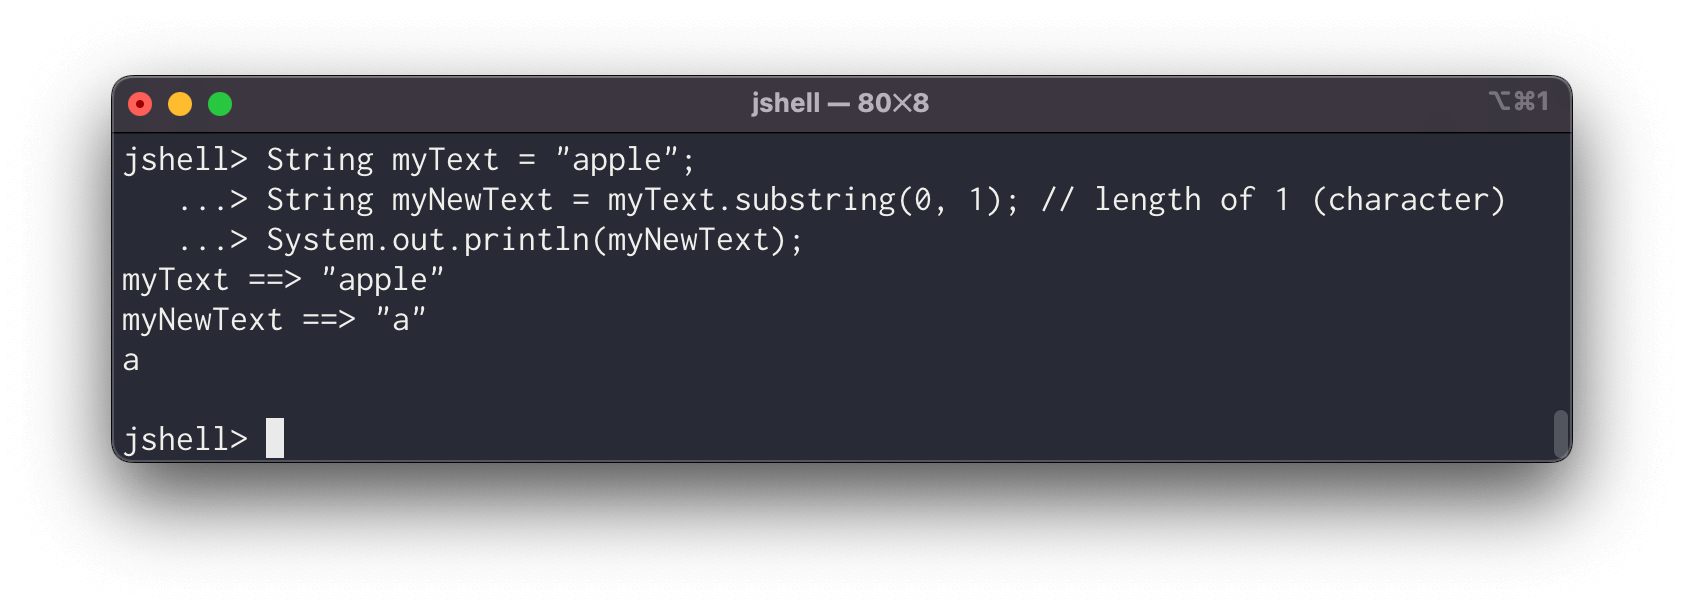 jshell — 80×8
⌥⌘1
jshell> String myText = "apple";
   ...> String myNewText = myText.substring(0, 1); // length of 1 (character)
   ...> System.out.println(myNewText);
myText ==> "apple"
myNewText ==> "a"
a
jshell>